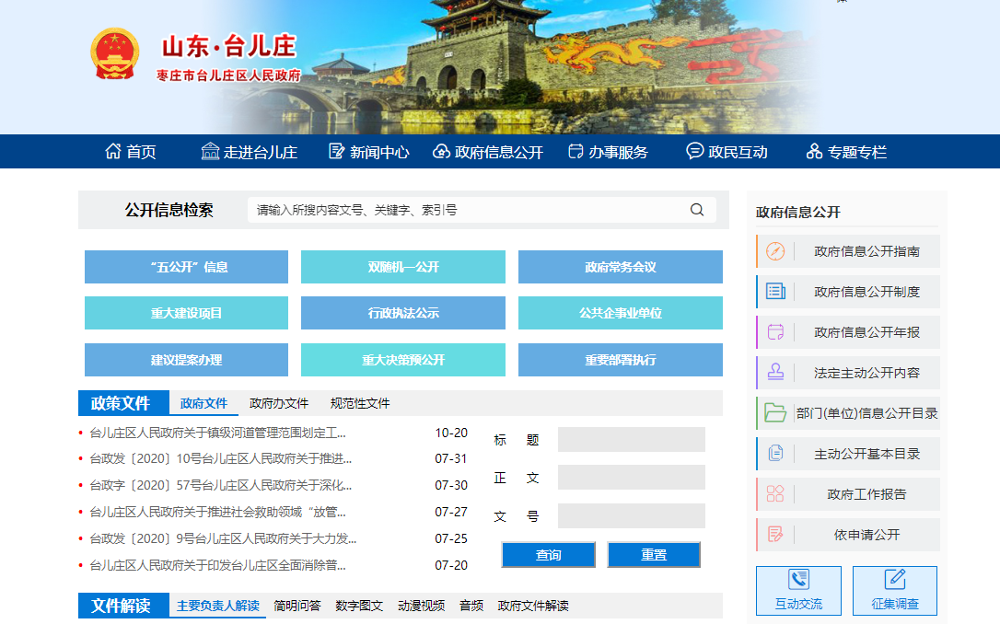 山东·台儿庄
枣庄市台儿庄区人民政府
首页 走进台儿庄 新闻中心 政府信息公开 办事服务 政民互动 专题专栏
公开信息检索 请输入所搜内容文号、关键字、索引号
“五公开”信息 双随机一公开 政府常务会议
重大建设项目 行政执法公示 公共企事业单位
建议提案办理 重大决策预公开 重要部署执行
政策文件 政府文件 政府办文件 规范性文件
台儿庄区人民政府关于镇级河道管理范围划定工... 10-20
台政发〔2020〕10号台儿庄区人民政府关于推进... 07-31
台政字〔2020〕57号台儿庄区人民政府关于深化... 07-30
台儿庄区人民政府关于推进社会救助领域“放管... 07-27
台政发〔2020〕9号台儿庄区人民政府关于大力发... 07-25
台儿庄区人民政府关于印发台儿庄区全面消除普... 07-20
标 题
正 文
文 号
查询 重置
文件解读 主要负责人解读 简明问答 数字图文 动漫视频 音频 政府文件解读
政府信息公开
政府信息公开指南
政府信息公开制度
政府信息公开年报
法定主动公开内容
部门(单位)信息公开目录
主动公开基本目录
政府工作报告
依申请公开
互动交流 征集调查